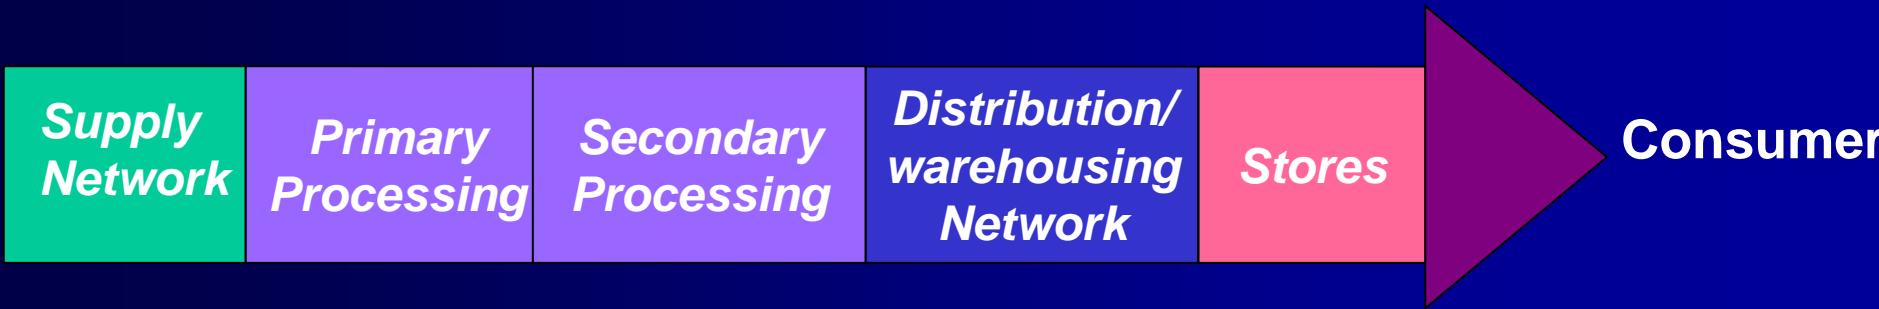 Supply
Network
Primary
Processing
Secondary
Processing
Distribution/
warehousing
Network
Stores
Consumer